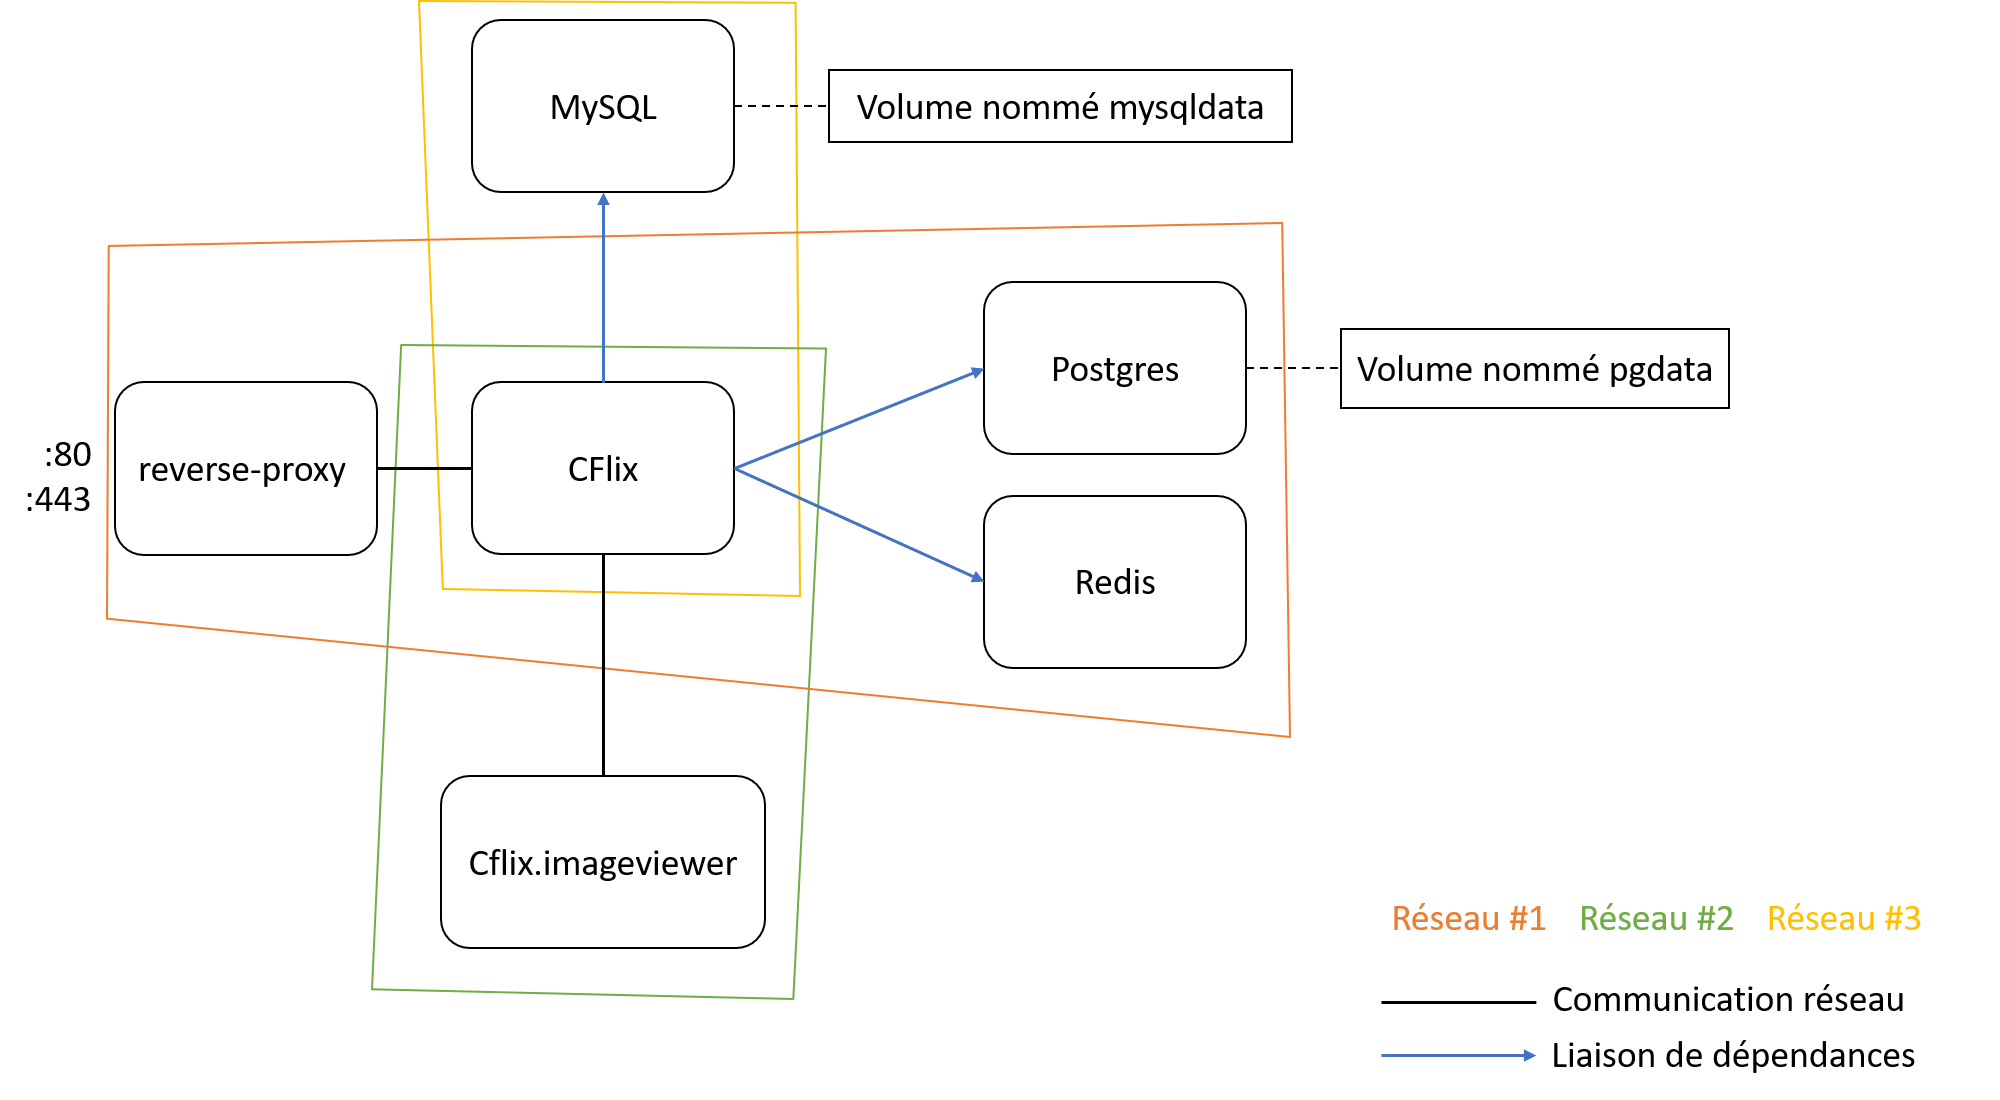 MySQL
Volume nommé mysqldata
Postgres
Volume nommé pgdata
:80
:443
reverse-proxy
CFlix
Redis
Cflix.imageviewer
Réseau #1 Réseau #2 Réseau #3
Communication réseau
Liaison de dépendances